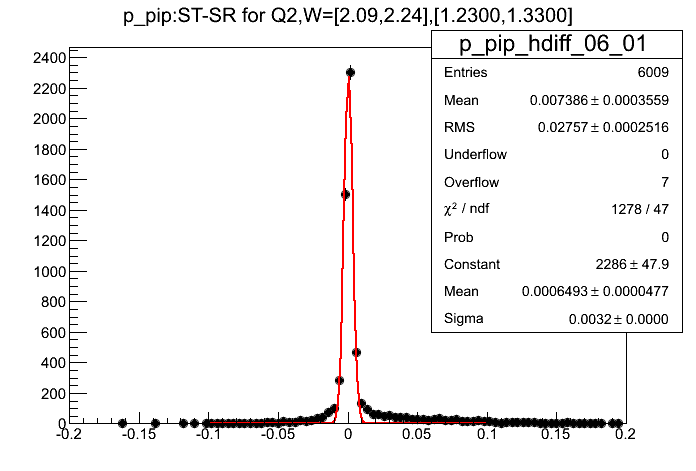 p_pip:ST-SR for Q2,W=[2.09,2.24],[1.2300,1.3300]
p_pip_hdiff_06_01
Entries 6009
Mean 0.007386 ± 0.0003559
RMS 0.02757 ± 0.0002516
Underflow 0
Overflow 7
χ² / ndf 1278 / 47
Prob 0
Constant 2286 ± 47.9
Mean 0.0006493 ± 0.0000477
Sigma 0.0032 ± 0.0000
2400
2200
2000
1800
1600
1400
1200
1000
800
600
400
200
0
-0.2 -0.15 -0.1 -0.05 0 0.05 0.1 0.15 0.2